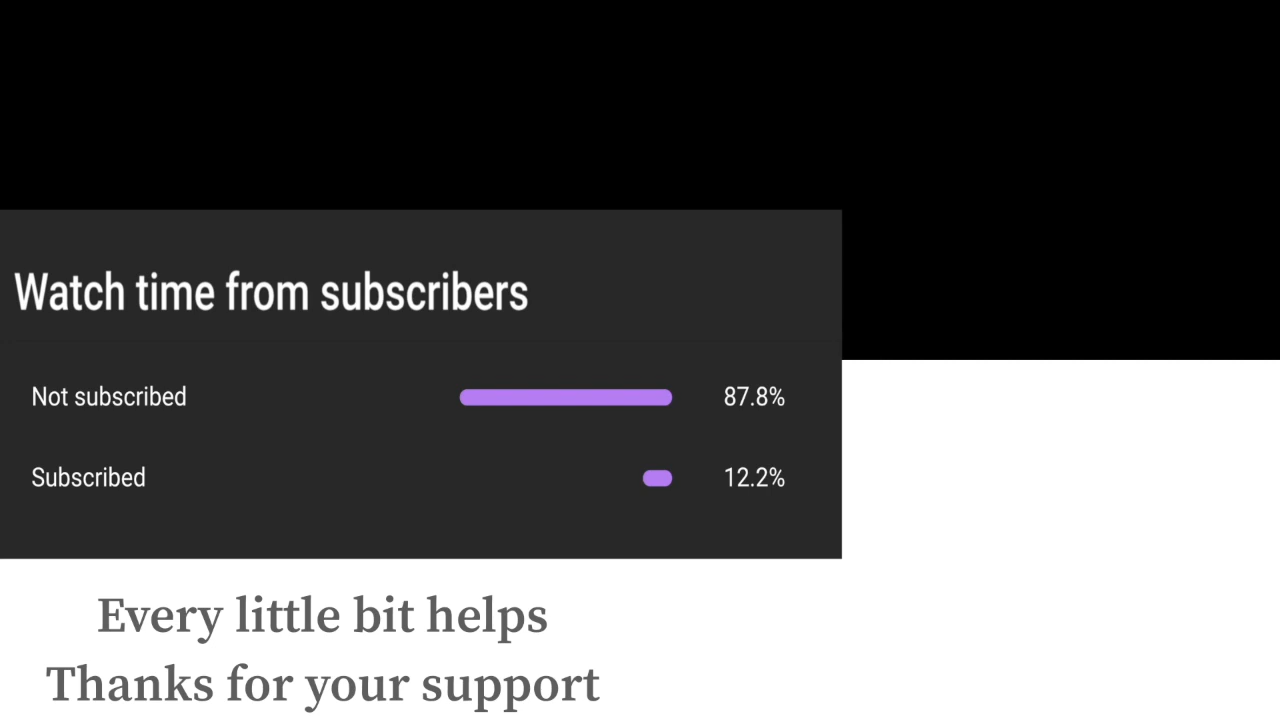 Watch time from subscribers
Not subscribed 87.8%
Subscribed 12.2%
Every little bit helps
Thanks for your support